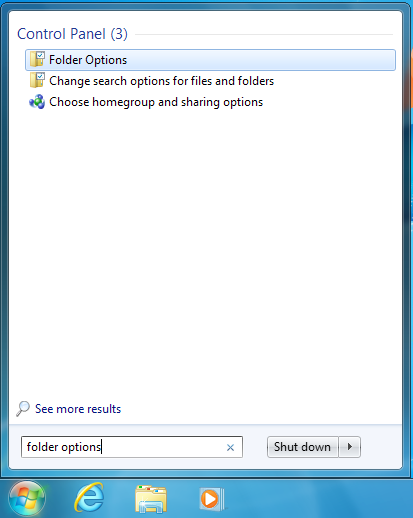 Control Panel (3)
Folder Options
Change search options for files and folders
Choose homegroup and sharing options
See more results
folder options
Shut down